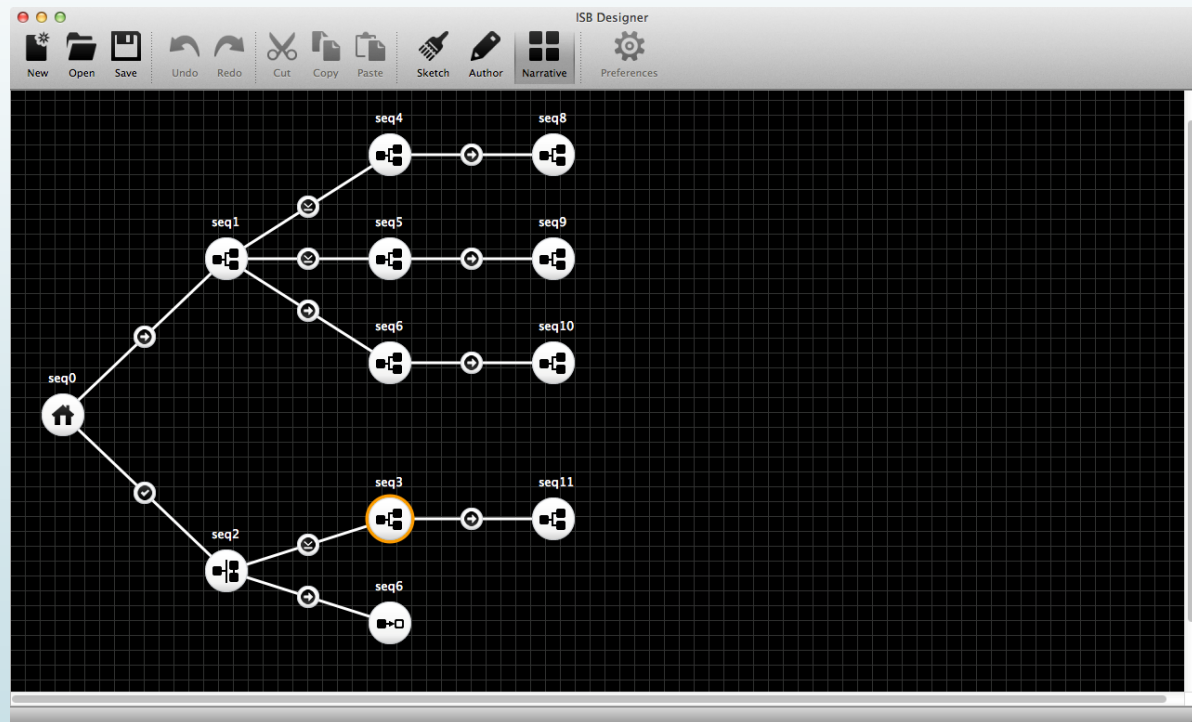 ISB Designer
New Open Save Undo Redo Cut Copy Paste Sketch Author Narrative Preferences
seq4 seq8
seq1 seq5 seq9
seq6 seq10
seq0
seq3 seq11
seq2
seq6